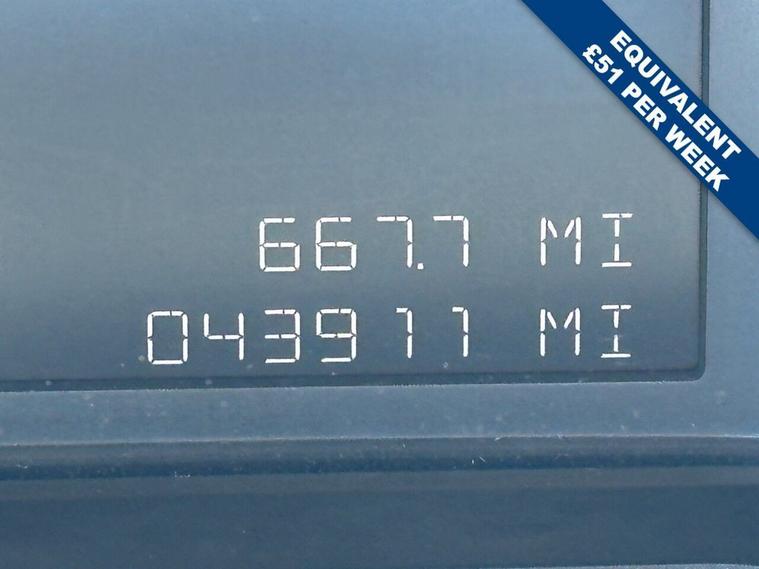 EQUIVALENT
£51 PER WEEK
667.7 MI
043911 MI